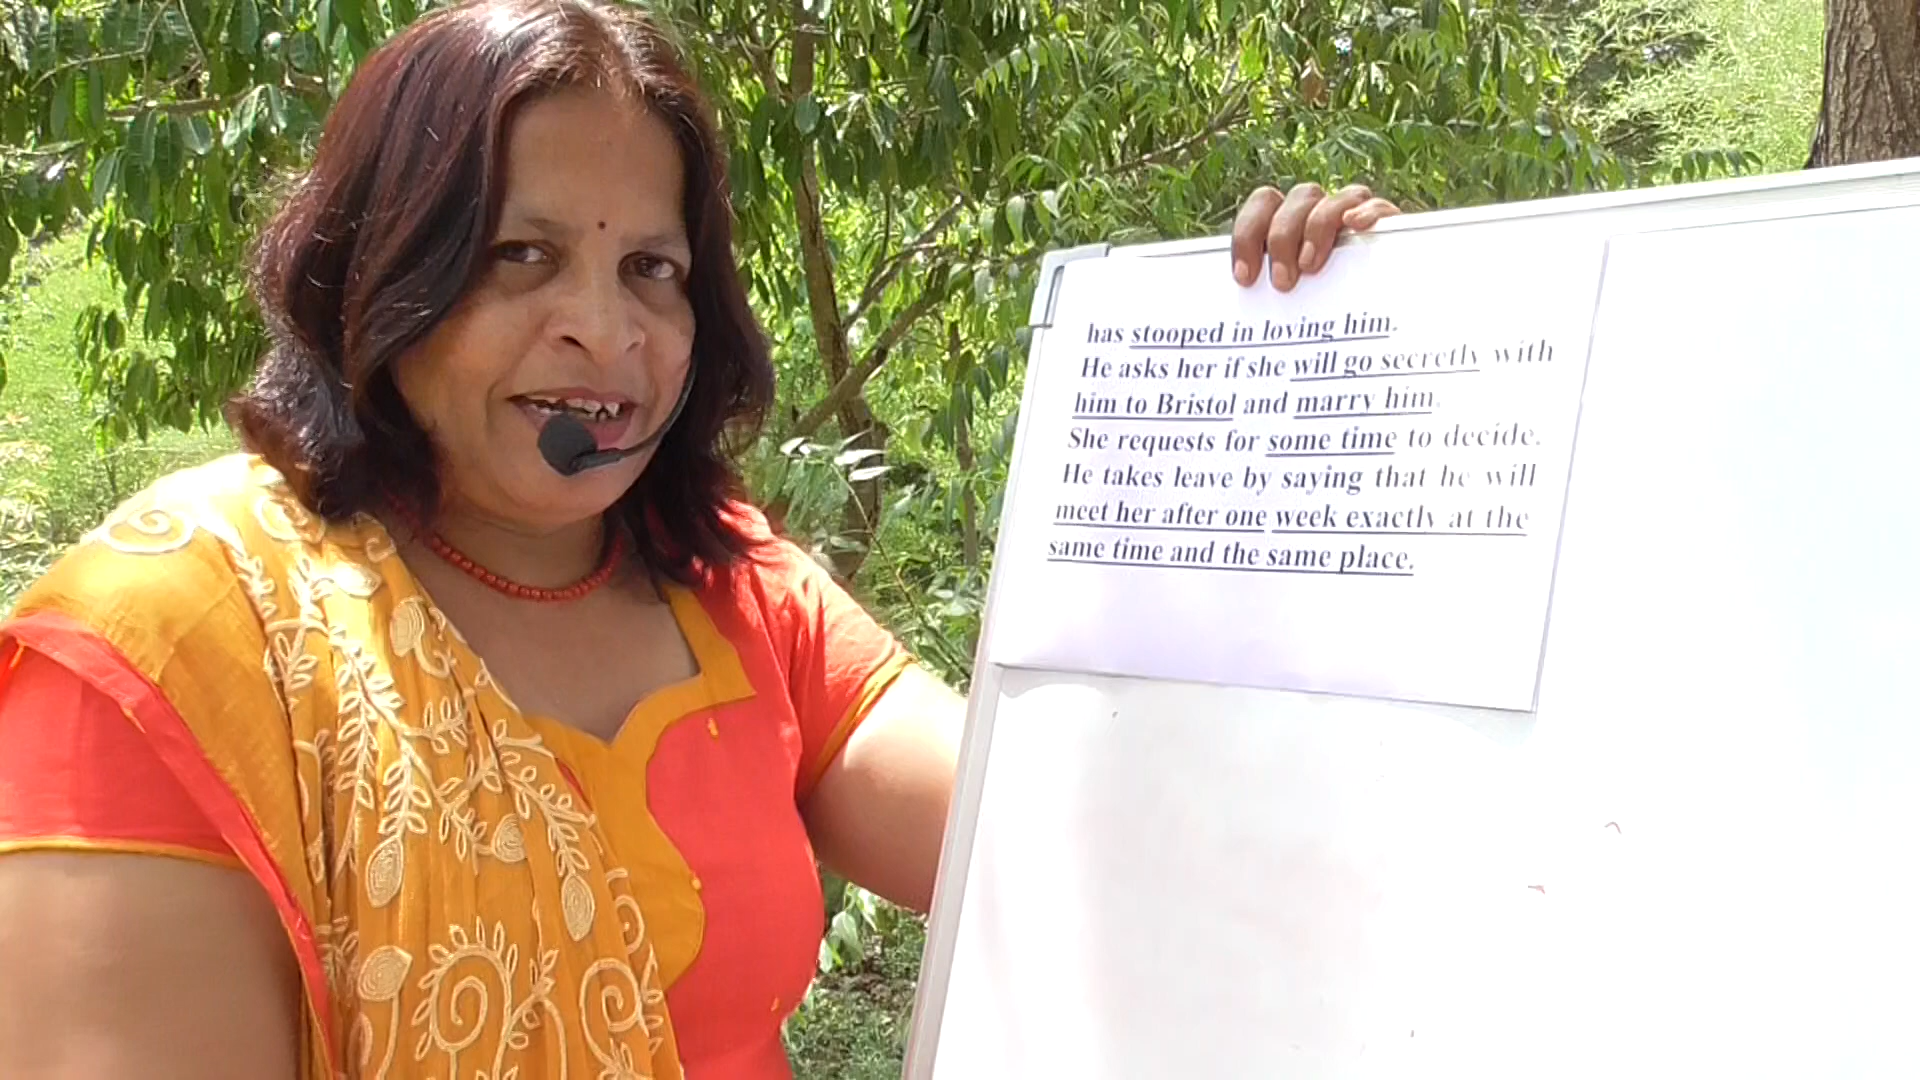 has stooped in loving him.
He asks her if she will go secretly with
him to Bristol and marry him.
She requests for some time to decide.
He takes leave by saying that he will
meet her after one week exactly at the
same time and the same place.